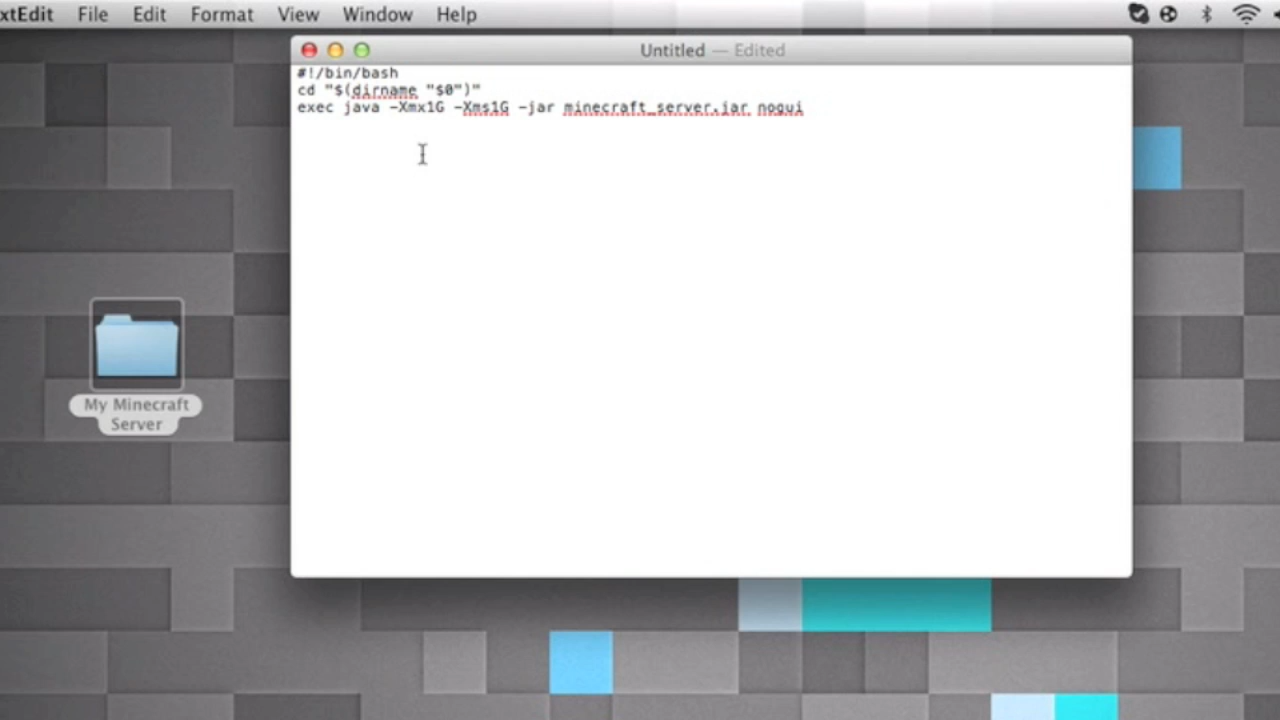 xtEdit File Edit Format View Window Help
Untitled — Edited
#!/bin/bash
cd "$(dirname "$0")"
exec java -Xmx1G -Xms1G -jar minecraft_server.jar nogui
My Minecraft
Server